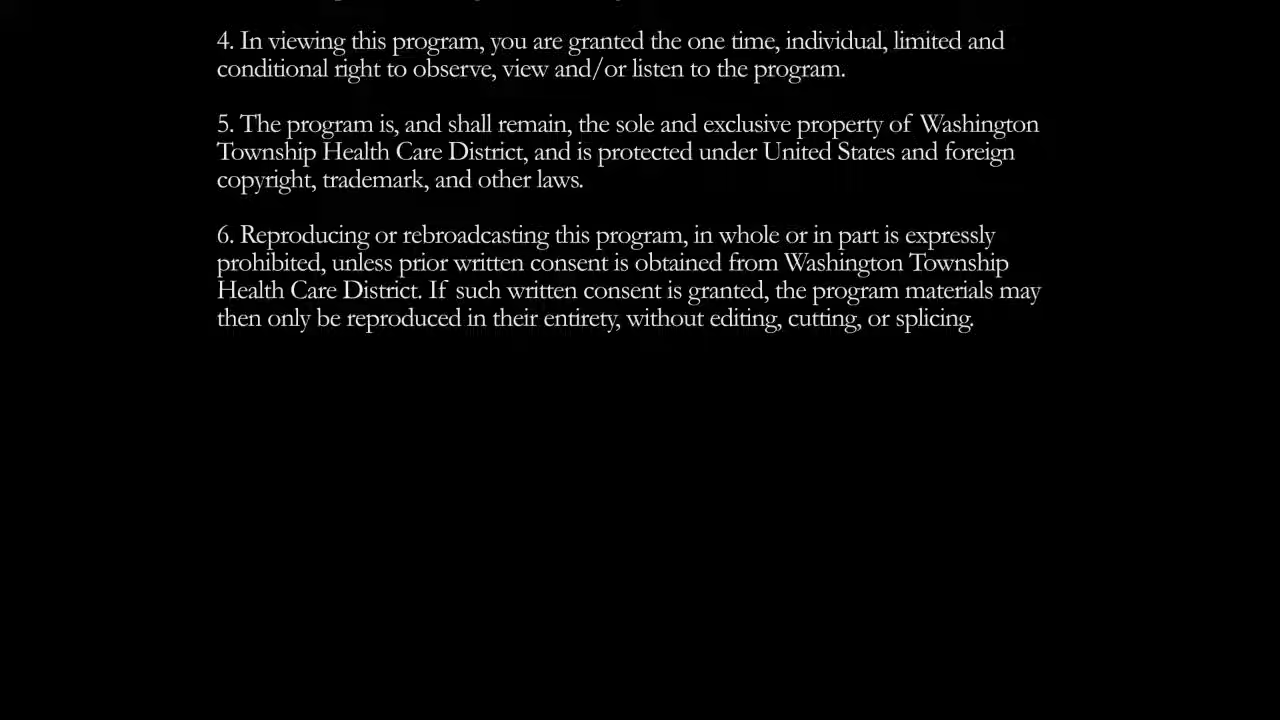 4. In viewing this program, you are granted the one time, individual, limited and
conditional right to observe, view and/or listen to the program.
5. The program is, and shall remain, the sole and exclusive property of Washington
Township Health Care District, and is protected under United States and foreign
copyright, trademark, and other laws.
6. Reproducing or rebroadcasting this program, in whole or in part is expressly
prohibited, unless prior written consent is obtained from Washington Township
Health Care District. If such written consent is granted, the program materials may
then only be reproduced in their entirety, without editing, cutting, or splicing.